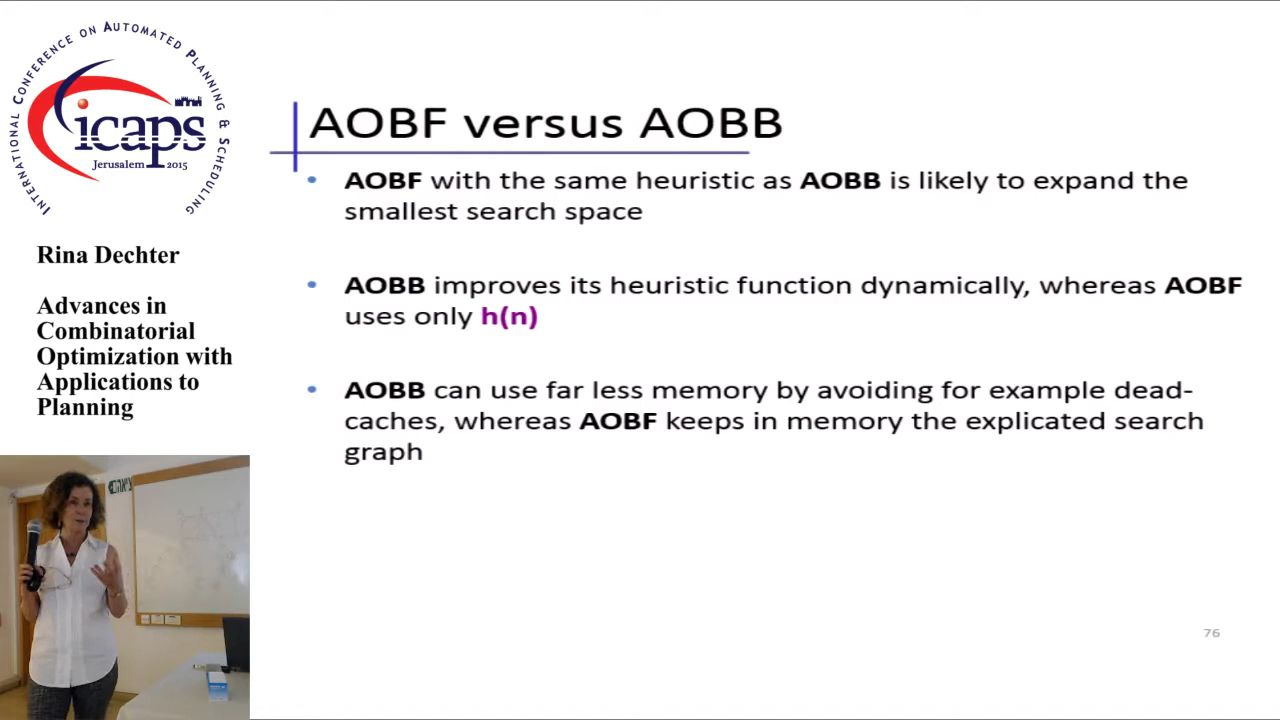 INTERNATIONAL CONFERENCE ON AUTOMATED PLANNING & SCHEDULING
icaps
Jerusalem 2015
Rina Dechter
Advances in
Combinatorial
Optimization with
Applications to
Planning
AOBF versus AOBB
• AOBF with the same heuristic as AOBB is likely to expand the
smallest search space
• AOBB improves its heuristic function dynamically, whereas AOBF
uses only h(n)
• AOBB can use far less memory by avoiding for example dead-
caches, whereas AOBF keeps in memory the explicated search
graph
76